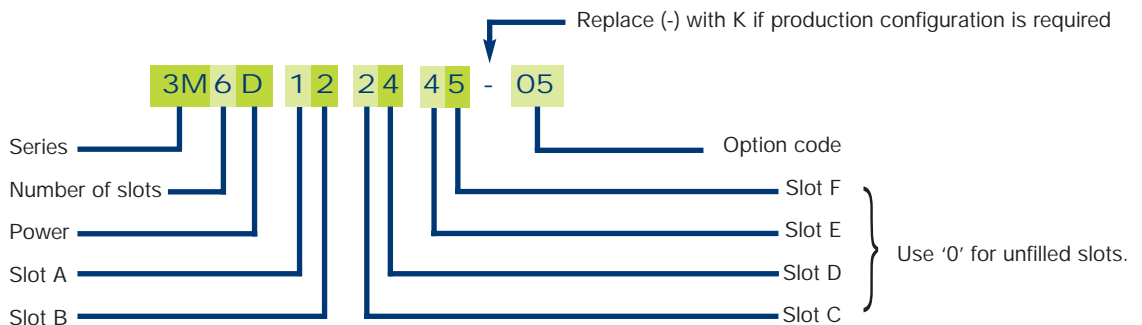 Replace (-) with K if production configuration is required
3M6D 12 24 45 - 05
Series
Option code
Number of slots
Slot F
Power
Slot E
Use ‘0’ for unfilled slots.
Slot A
Slot D
Slot B
Slot C